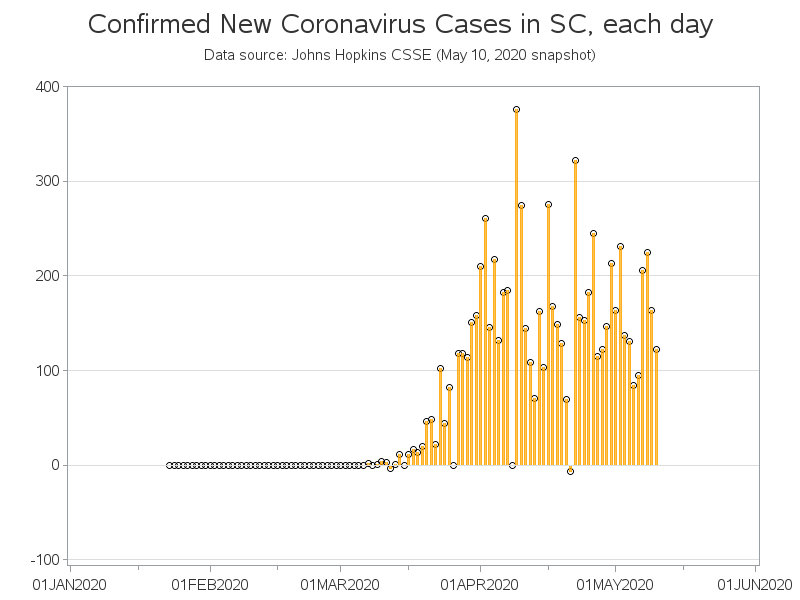 Confirmed New Coronavirus Cases in SC, each day
Data source: Johns Hopkins CSSE (May 10, 2020 snapshot)
400
300
200
100
0
-100
01JAN2020 01FEB2020 01MAR2020 01APR2020 01MAY2020 01JUN2020